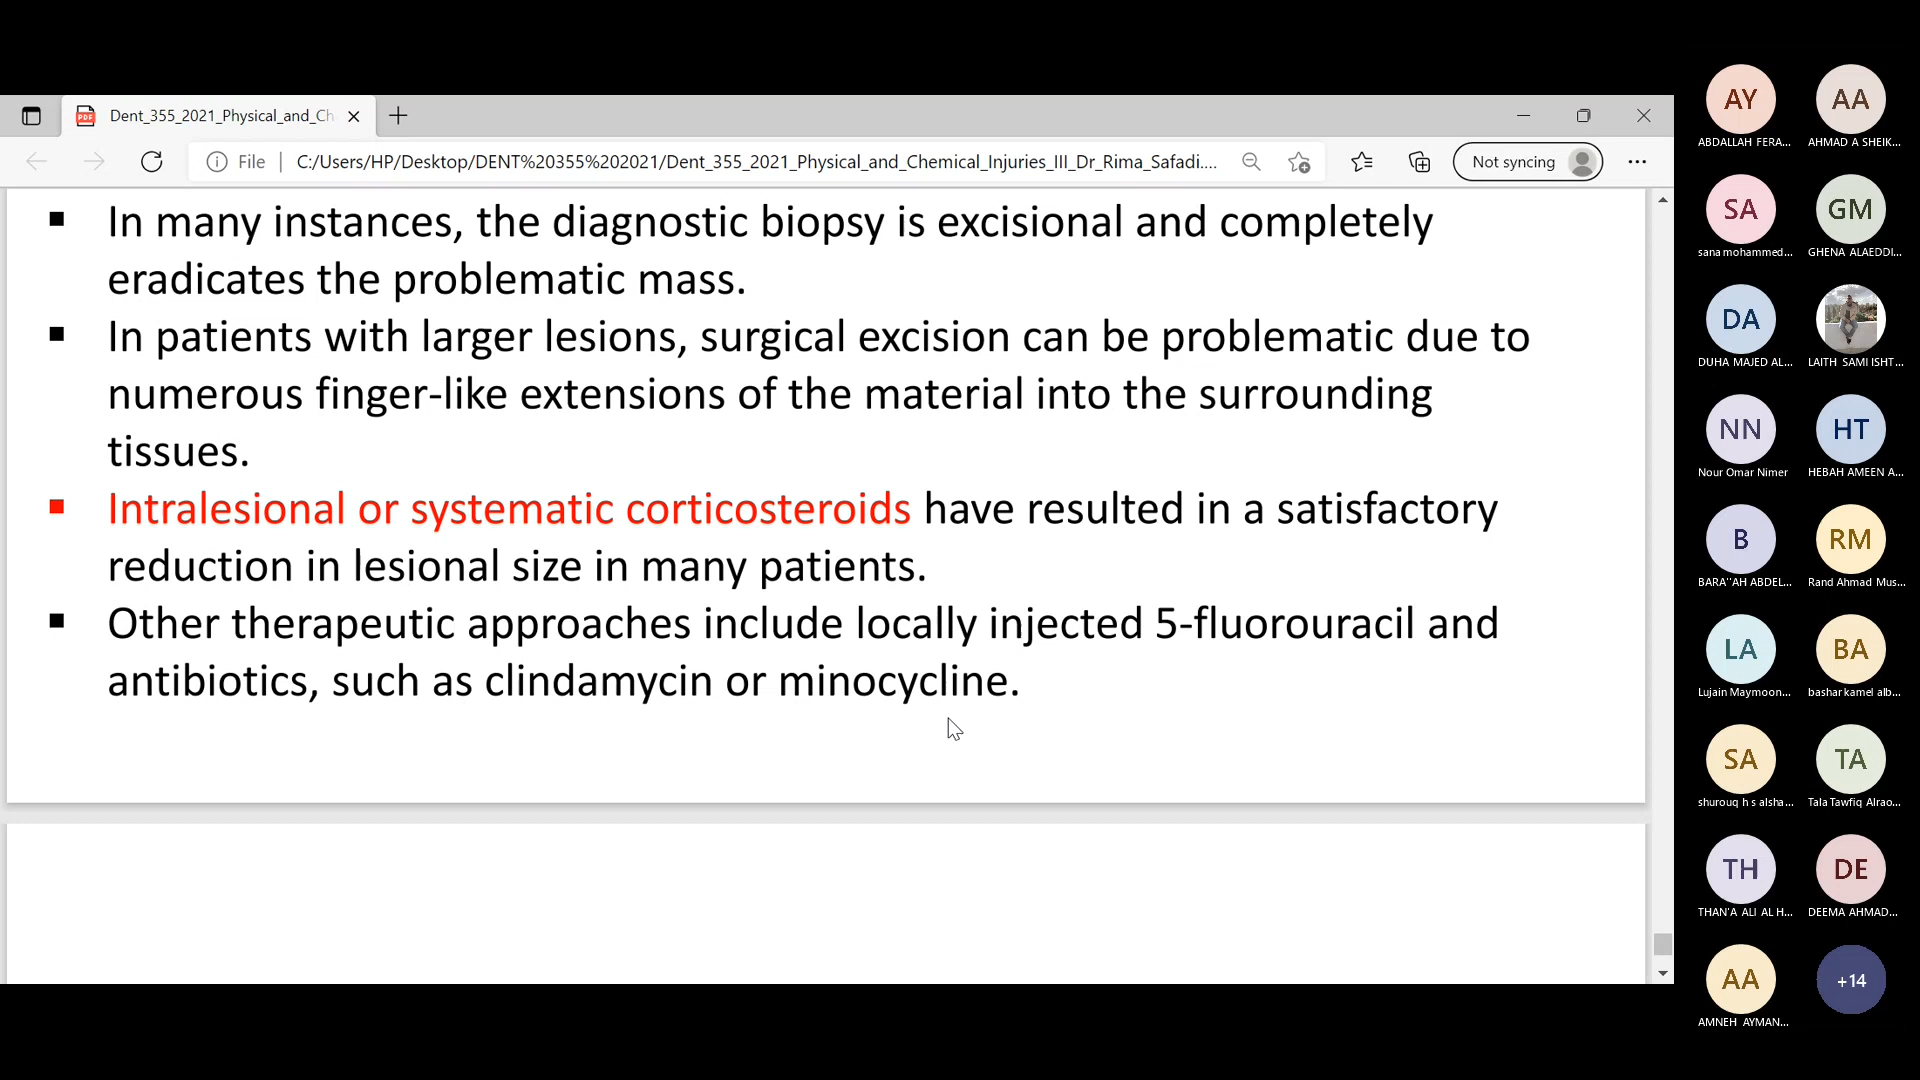 Dent_355_2021_Physical_and_Ch
File
C:/Users/HP/Desktop/DENT%20355%202021/Dent_355_2021_Physical_and_Chemical_Injuries_III_Dr_Rima_Safadi....
Not syncing
▪ In many instances, the diagnostic biopsy is excisional and completely
eradicates the problematic mass.
▪ In patients with larger lesions, surgical excision can be problematic due to
numerous finger-like extensions of the material into the surrounding
tissues.
▪ Intralesional or systematic corticosteroids have resulted in a satisfactory
reduction in lesional size in many patients.
▪ Other therapeutic approaches include locally injected 5-fluorouracil and
antibiotics, such as clindamycin or minocycline.
AY AA
ABDALLAH FERA... AHMAD A SHEIK...
SA GM
sana mohammed... GHENA ALAEDDI...
DA
DUHA MAJED AL... LAITH SAMI ISHT...
NN HT
Nour Omar Nimer HEBAH AMEEN A...
B RM
BARA''AH ABDEL... Rand Ahmad Mus...
LA BA
Lujain Maymoon... bashar kamel alb...
SA TA
shurouq h s alsha... Tala Tawfiq Alrao...
TH DE
THAN'A ALI AL H... DEEMA AHMAD...
AA +14
AMNEH AYMAN...